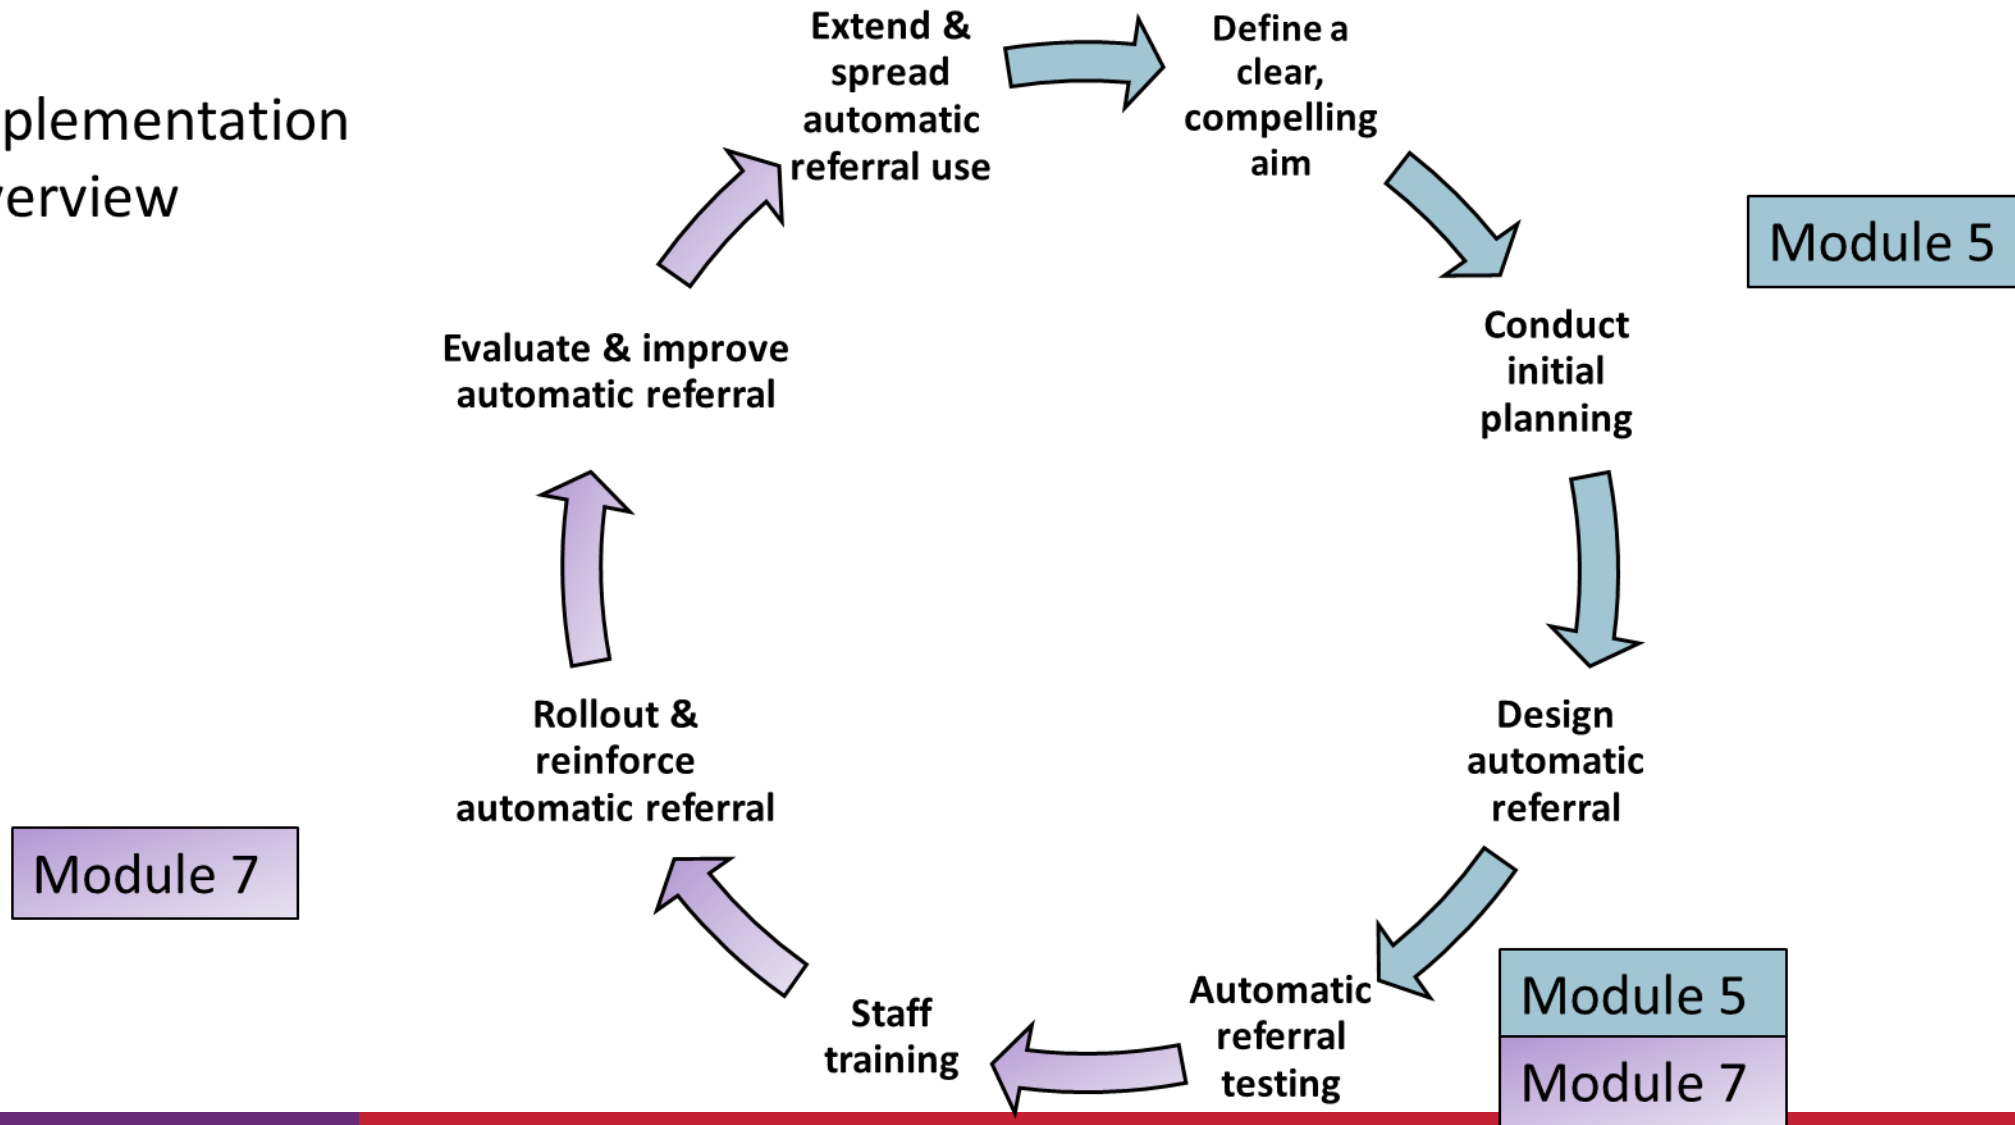 plementation
verview
Extend &
spread
automatic
referral use
Define a
clear,
compelling
aim
Module 5
Conduct
initial
planning
Design
automatic
referral
Module 5
Module 7
Automatic
referral
testing
Staff
training
Module 7
Rollout &
reinforce
automatic referral
Evaluate & improve
automatic referral